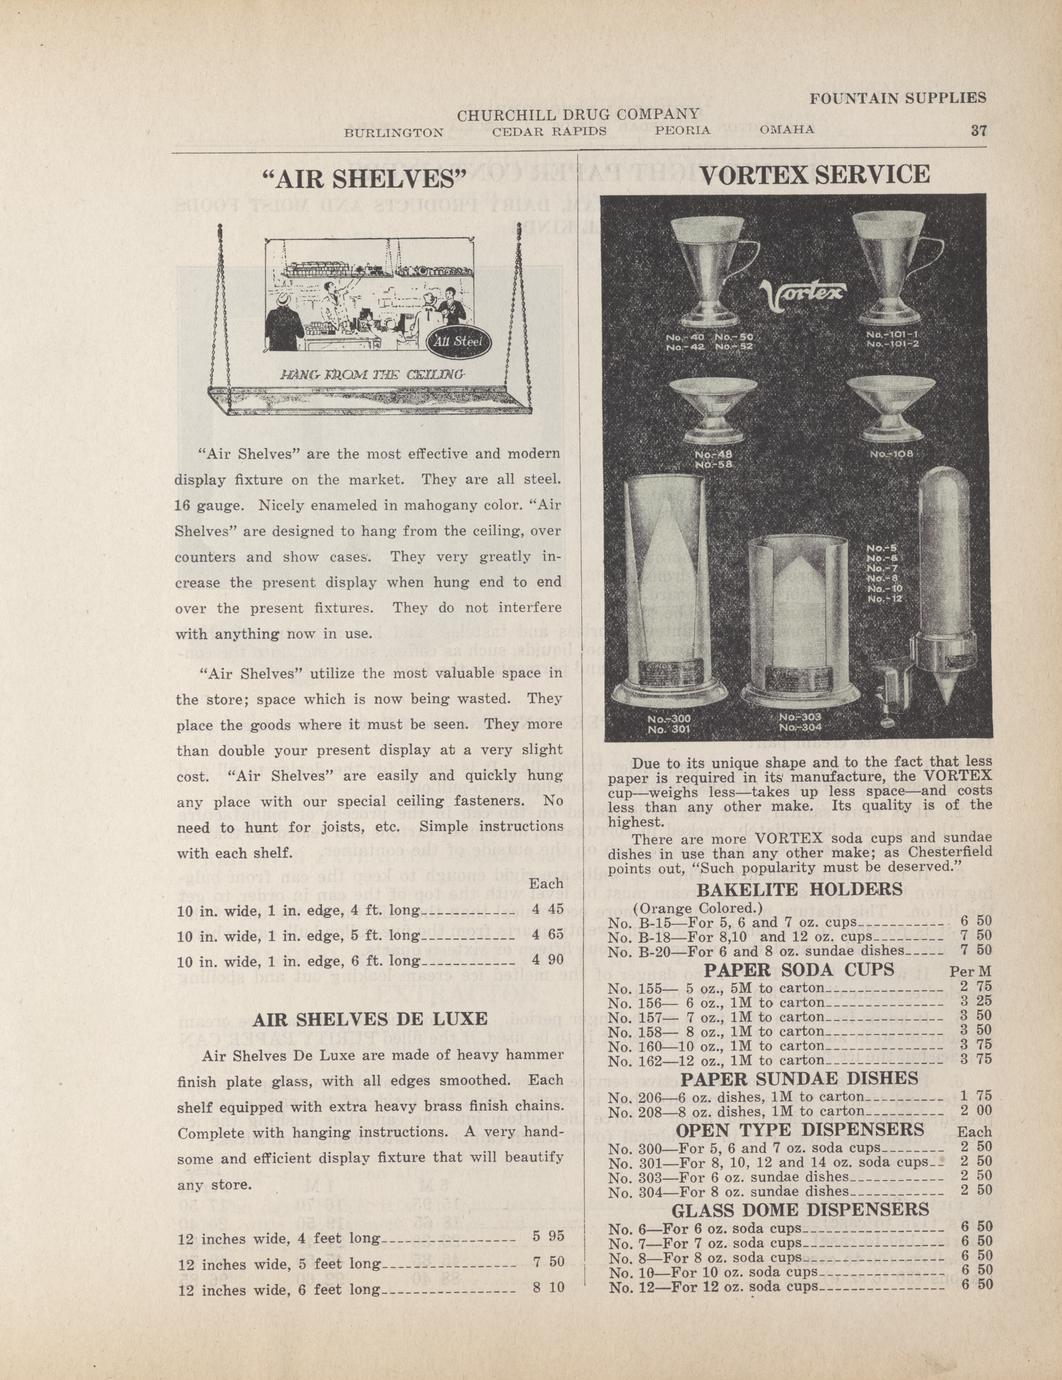 FOUNTAIN SUPPLIES
CHURCHILL DRUG COMPANY
BURLINGTON CEDAR RAPIDS PEORIA OMAHA 37
“AIR SHELVES”
All Steel
HANG FROM THE CEILING
“Air Shelves” are the most effective and modern
display fixture on the market. They are all steel.
16 gauge. Nicely enameled in mahogany color. “Air
Shelves” are designed to hang from the ceiling, over
counters and show cases. They very greatly in-
crease the present display when hung end to end
over the present fixtures. They do not interfere
with anything now in use.
“Air Shelves” utilize the most valuable space in
the store; space which is now being wasted. They
place the goods where it must be seen. They more
than double your present display at a very slight
cost. “Air Shelves” are easily and quickly hung
any place with our special ceiling fasteners. No
need to hunt for joists, etc. Simple instructions
with each shelf.
Each
10 in. wide, 1 in. edge, 4 ft. long------------ 4 45
10 in. wide, 1 in. edge, 5 ft. long------------ 4 65
10 in. wide, 1 in. edge, 6 ft. long------------ 4 90
AIR SHELVES DE LUXE
Air Shelves De Luxe are made of heavy hammer
finish plate glass, with all edges smoothed. Each
shelf equipped with extra heavy brass finish chains.
Complete with hanging instructions. A very hand-
some and efficient display fixture that will beautify
any store.
12 inches wide, 4 feet long----------------- 5 95
12 inches wide, 5 feet long----------------- 7 50
12 inches wide, 6 feet long----------------- 8 10
VORTEX SERVICE
Vortex
No.-40 No.-50
No.-42 No.-52
No.-101-1
No.-101-2
No.-48
No.-58
No.-108
No.-5
No.-6
No.-7
No.-8
No.-10
No.-12
No.-300
No. 301
No.-303
No.-304
Due to its unique shape and to the fact that less
paper is required in its manufacture, the VORTEX
cup—weighs less—takes up less space—and costs
less than any other make. Its quality is of the
highest.
There are more VORTEX soda cups and sundae
dishes in use than any other make; as Chesterfield
points out, “Such popularity must be deserved.”
BAKELITE HOLDERS
(Orange Colored.)
No. B-15—For 5, 6 and 7 oz. cups----------- 6 50
No. B-18—For 8,10 and 12 oz. cups--------- 7 50
No. B-20—For 6 and 8 oz. sundae dishes----- 7 50
PAPER SODA CUPS Per M
No. 155— 5 oz., 5M to carton--------------- 2 75
No. 156— 6 oz., 1M to carton--------------- 3 25
No. 157— 7 oz., 1M to carton--------------- 3 50
No. 158— 8 oz., 1M to carton--------------- 3 50
No. 160—10 oz., 1M to carton--------------- 3 75
No. 162—12 oz., 1M to carton--------------- 3 75
PAPER SUNDAE DISHES
No. 206—6 oz. dishes, 1M to carton---------- 1 75
No. 208—8 oz. dishes, 1M to carton---------- 2 00
OPEN TYPE DISPENSERS Each
No. 300—For 5, 6 and 7 oz. soda cups-------- 2 50
No. 301—For 8, 10, 12 and 14 oz. soda cups-- 2 50
No. 303—For 6 oz. sundae dishes------------ 2 50
No. 304—For 8 oz. sundae dishes------------ 2 50
GLASS DOME DISPENSERS
No. 6—For 6 oz. soda cups------------------ 6 50
No. 7—For 7 oz. soda cups------------------ 6 50
No. 8—For 8 oz. soda cups------------------ 6 50
No. 10—For 10 oz. soda cups---------------- 6 50
No. 12—For 12 oz. soda cups---------------- 6 50